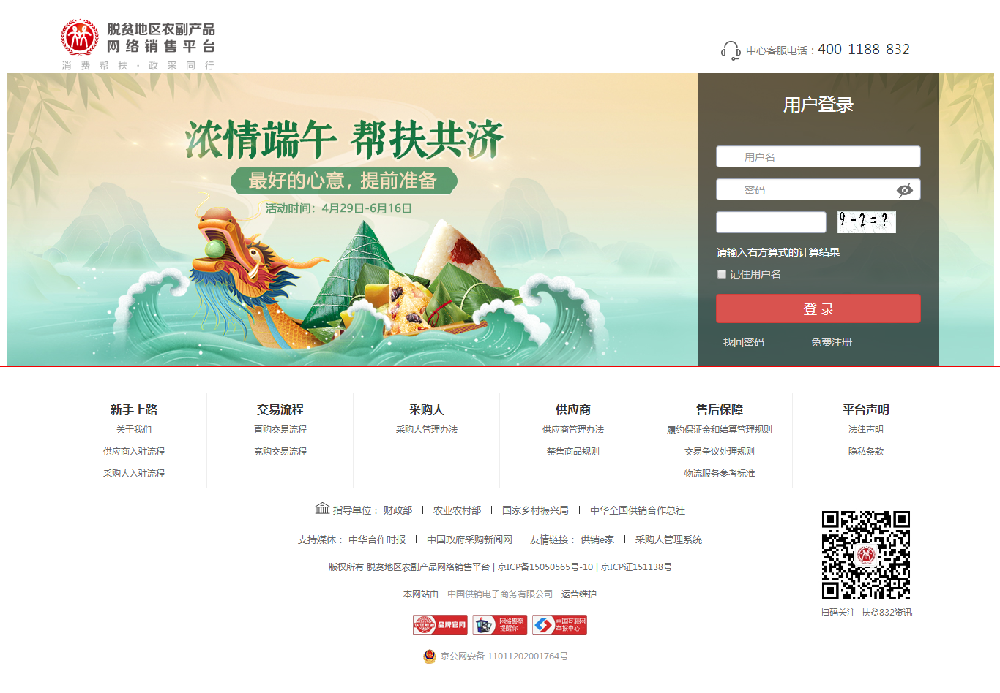 脱贫地区农副产品
网络销售平台
消费帮扶·政采同行
中心客服电话：400-1188-832
浓情端午 帮扶共济
最好的心意，提前准备
活动时间：4月29日-6月16日
用户登录
用户名
密码
9-2=?
请输入右方算式的计算结果
记住用户名
登 录
找回密码 免费注册
新手上路 交易流程 采购人 供应商 售后保障 平台声明
关于我们 直购交易流程 采购人管理办法 供应商管理办法 履约保证金和结算管理规则 法律声明
供应商入驻流程 竞购交易流程 禁售商品规则 交易争议处理规则 隐私条款
采购人入驻流程 物流服务参考标准
指导单位： 财政部 | 农业农村部 | 国家乡村振兴局 | 中华全国供销合作总社
支持媒体： 中华合作时报 | 中国政府采购新闻网 友情链接： 供销e家 | 采购人管理系统
版权所有 脱贫地区农副产品网络销售平台 | 京ICP备15050565号-10 | 京ICP证151138号
本网站由 中国供销电子商务有限公司 运营维护
认证联盟 品牌官网 网络警察提醒你 中国互联网举报中心
京公网安备 11011202001764号
扫码关注 扶贫832资讯